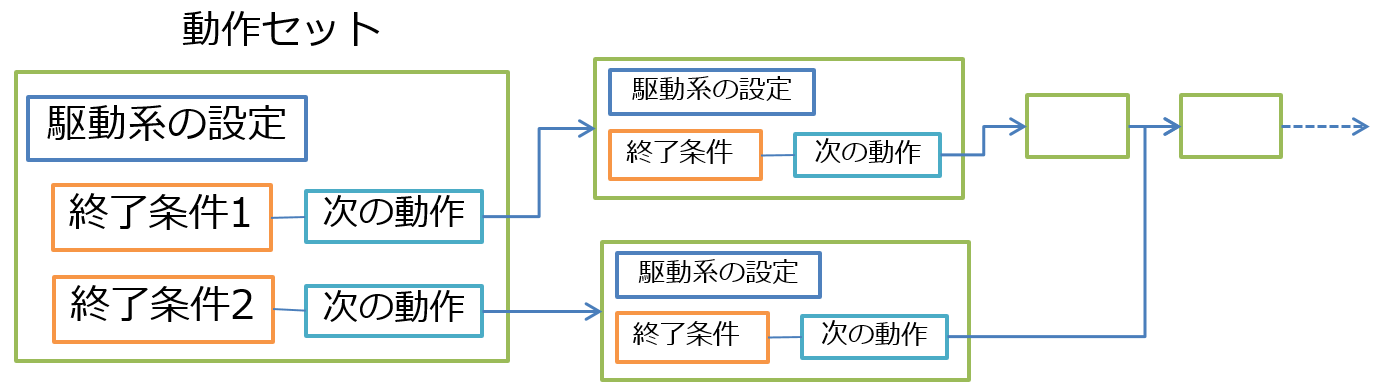 動作セット
駆動系の設定
終了条件1
次の動作
終了条件2
次の動作
駆動系の設定
終了条件
次の動作
駆動系の設定
終了条件
次の動作